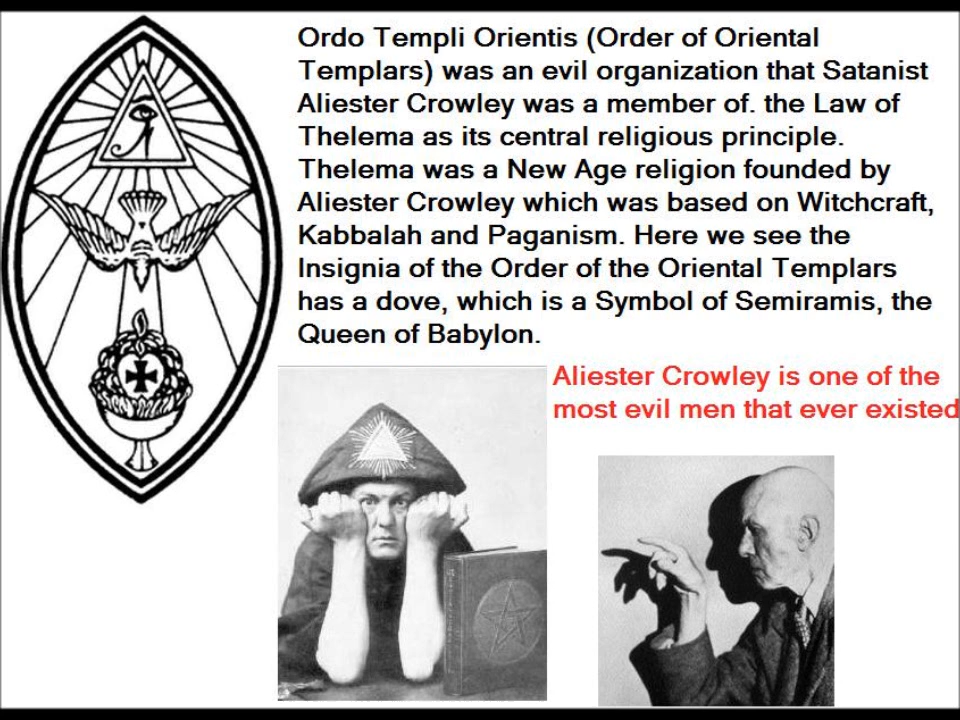 Ordo Templi Orientis (Order of Oriental
Templars) was an evil organization that Satanist
Aliester Crowley was a member of. the Law of
Thelema as its central religious principle.
Thelema was a New Age religion founded by
Aliester Crowley which was based on Witchcraft,
Kabbalah and Paganism. Here we see the
Insignia of the Order of the Oriental Templars
has a dove, which is a Symbol of Semiramis, the
Queen of Babylon.
Aliester Crowley is one of the
most evil men that ever existed